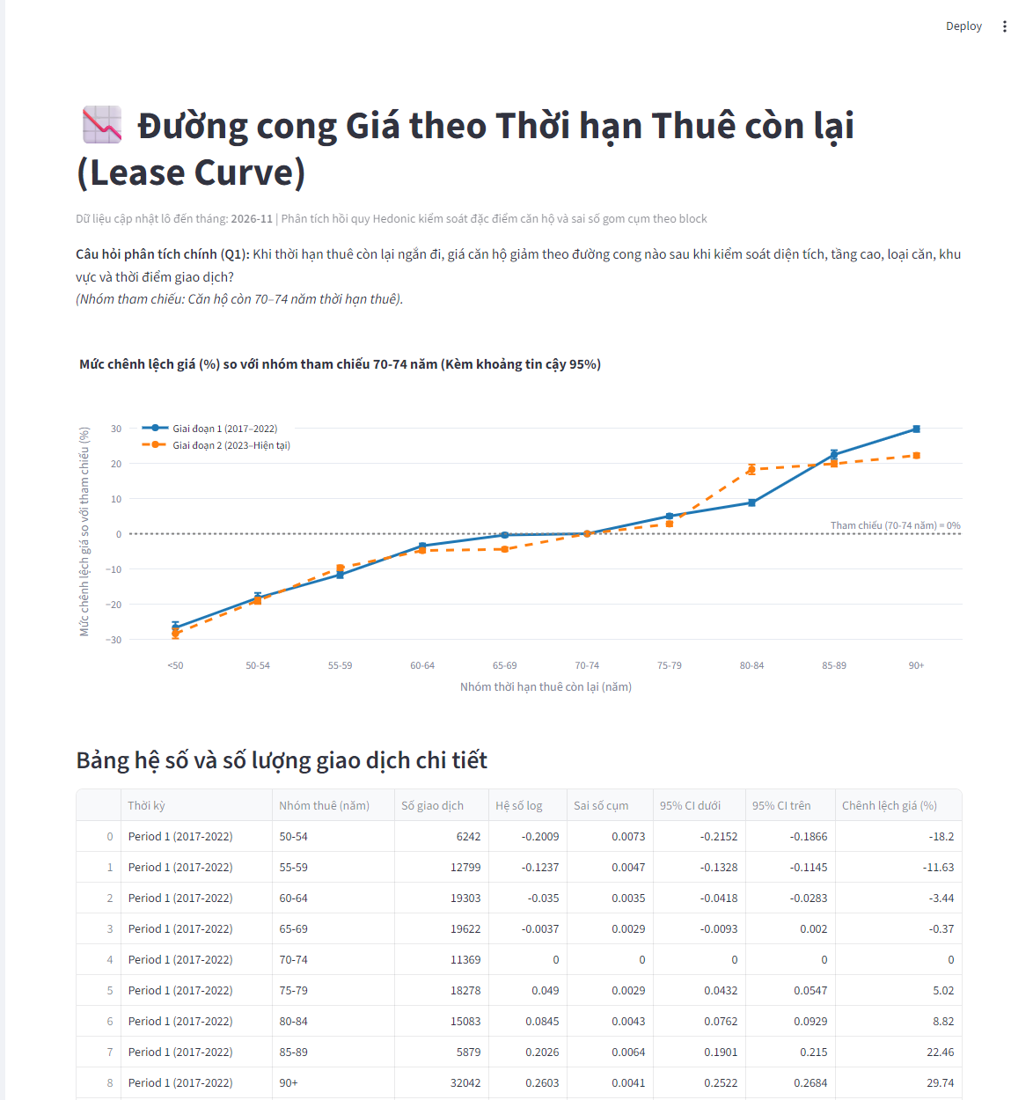 Deploy
Đường cong Giá theo Thời hạn Thuê còn lại
(Lease Curve)
Dữ liệu cập nhật lô đến tháng: 2026-11 | Phân tích hồi quy Hedonic kiểm soát đặc điểm căn hộ và sai số gom cụm theo block
Câu hỏi phân tích chính (Q1): Khi thời hạn thuê còn lại ngắn đi, giá căn hộ giảm theo đường cong nào sau khi kiểm soát diện tích, tầng cao, loại căn, khu
vực và thời điểm giao dịch?
(Nhóm tham chiếu: Căn hộ còn 70–74 năm thời hạn thuê).
Mức chênh lệch giá (%) so với nhóm tham chiếu 70-74 năm (Kèm khoảng tin cậy 95%)
Mức chênh lệch giá so với tham chiếu (%)
30
20
10
0
−10
−20
−30
Giai đoạn 1 (2017–2022)
Giai đoạn 2 (2023–Hiện tại)
Tham chiếu (70-74 năm) = 0%
<50 50-54 55-59 60-64 65-69 70-74 75-79 80-84 85-89 90+
Nhóm thời hạn thuê còn lại (năm)
Bảng hệ số và số lượng giao dịch chi tiết
Thời kỳ Nhóm thuê (năm) Số giao dịch Hệ số log Sai số cụm 95% CI dưới 95% CI trên Chênh lệch giá (%)
0 Period 1 (2017-2022) 50-54 6242 -0.2009 0.0073 -0.2152 -0.1866 -18.2
1 Period 1 (2017-2022) 55-59 12799 -0.1237 0.0047 -0.1328 -0.1145 -11.63
2 Period 1 (2017-2022) 60-64 19303 -0.035 0.0035 -0.0418 -0.0283 -3.44
3 Period 1 (2017-2022) 65-69 19622 -0.0037 0.0029 -0.0093 0.002 -0.37
4 Period 1 (2017-2022) 70-74 11369 0 0 0 0 0
5 Period 1 (2017-2022) 75-79 18278 0.049 0.0029 0.0432 0.0547 5.02
6 Period 1 (2017-2022) 80-84 15083 0.0845 0.0043 0.0762 0.0929 8.82
7 Period 1 (2017-2022) 85-89 5879 0.2026 0.0064 0.1901 0.215 22.46
8 Period 1 (2017-2022) 90+ 32042 0.2603 0.0041 0.2522 0.2684 29.74